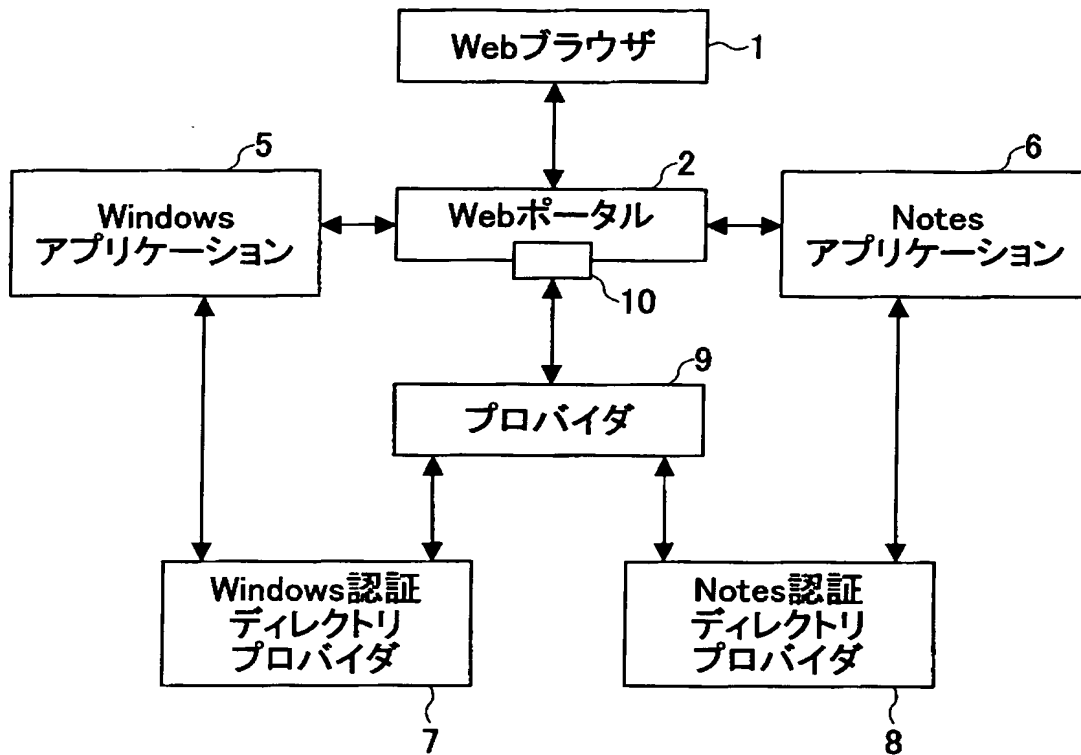 Webブラウザ
1
5
2
6
Windows
アプリケーション
Webポータル
Notes
アプリケーション
10
9
プロバイダ
Windows認証
ディレクトリ
プロバイダ
Notes認証
ディレクトリ
プロバイダ
7
8